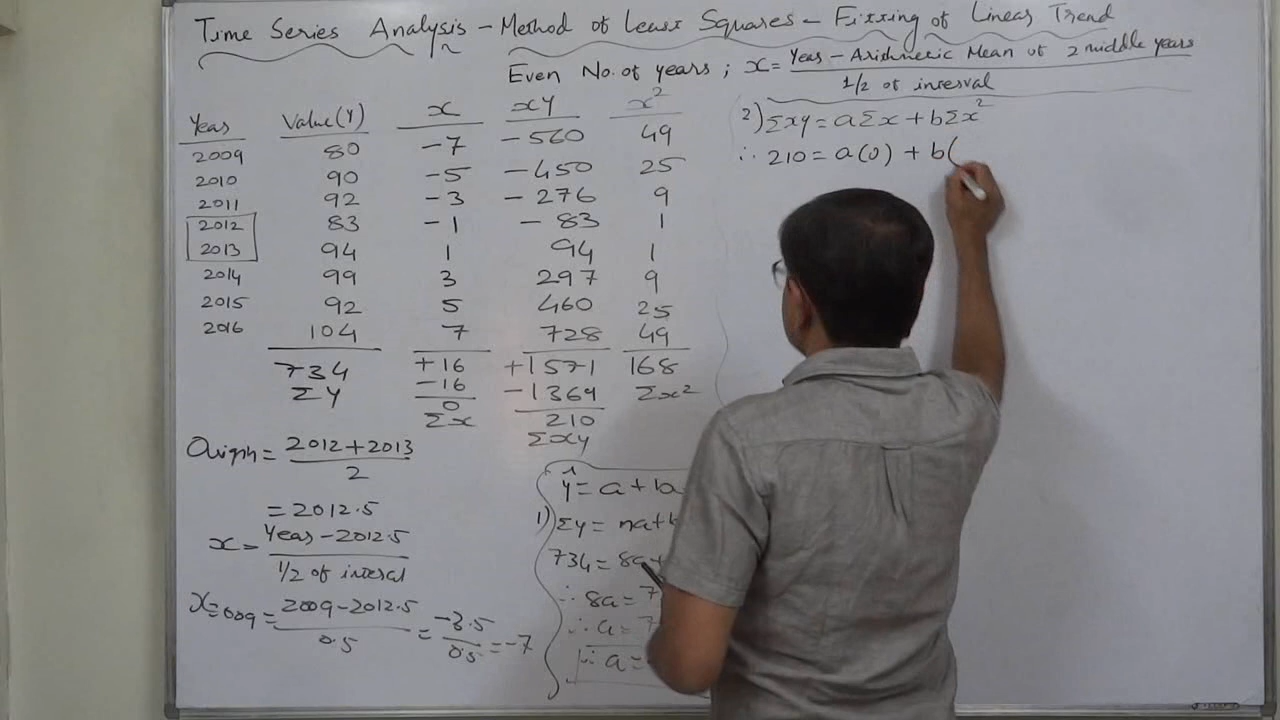 Time Series Analysis - Method of Least Squares - Fitting of Linear Trend
Even No. of years ; x = Year - Arithmetic Mean of 2 middle years
1/2 of interval
Year Value (Y) x xy x²
2009 80 -7 -560 49
2010 90 -5 -450 25
2011 92 -3 -276 9
2012 83 -1 -83 1
2013 94 1 94 1
2014 99 3 297 9
2015 92 5 460 25
2016 104 7 728 49
734 +16 +1571 168
ΣY -16 -1369 Σx²
0 210
Σx Σxy
Origin = 2012+2013
2
= 2012.5
x = Year - 2012.5
1/2 of interval
= 2009-2012.5 = -3.5 = -7
0.5 0.5
ŷ = a + b
1) Σy = na+b
734 = 8a+
∴ 8a = 7
∴ a = 7
∴ a =
2) Σxy = aΣx + bΣx²
∴ 210 = a(0) + b(